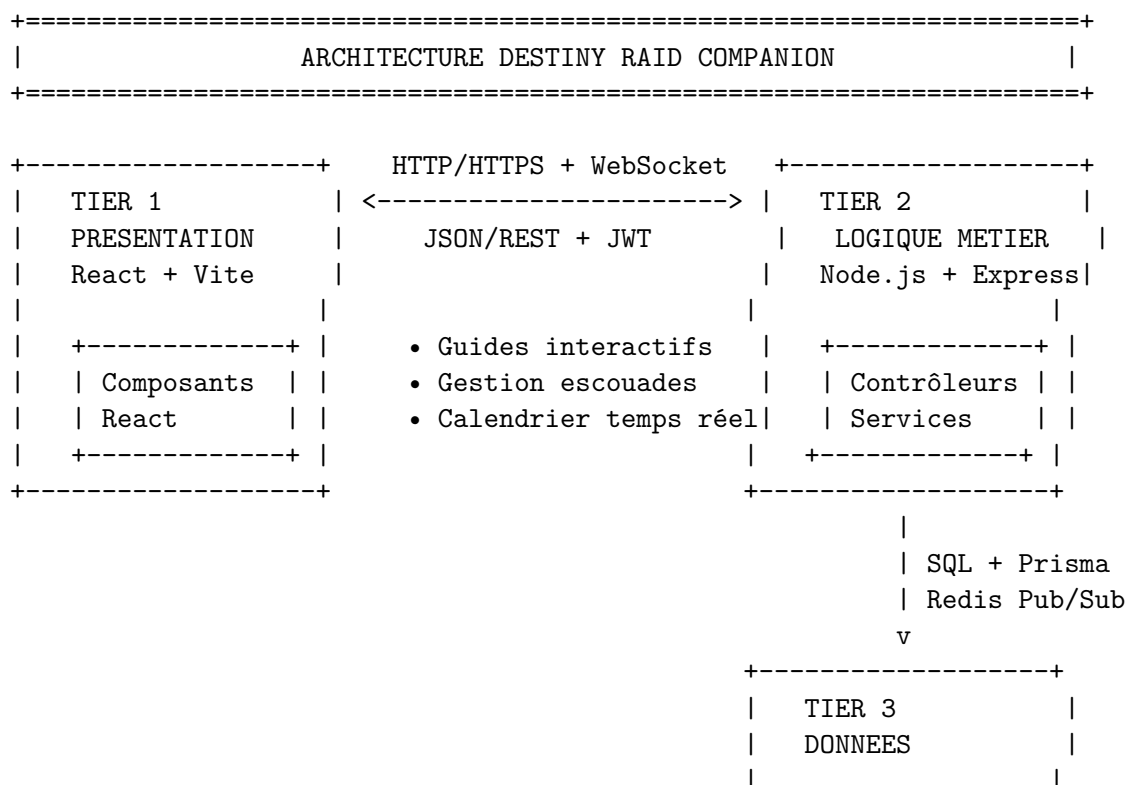 ARCHITECTURE DESTINY RAID COMPANION
HTTP/HTTPS + WebSocket
TIER 1 <-----------------------> TIER 2
PRESENTATION JSON/REST + JWT LOGIQUE METIER
React + Vite Node.js + Express
• Guides interactifs
Composants • Gestion escouades Contrôleurs
React • Calendrier temps réel Services
SQL + Prisma
Redis Pub/Sub
v
TIER 3
DONNEES